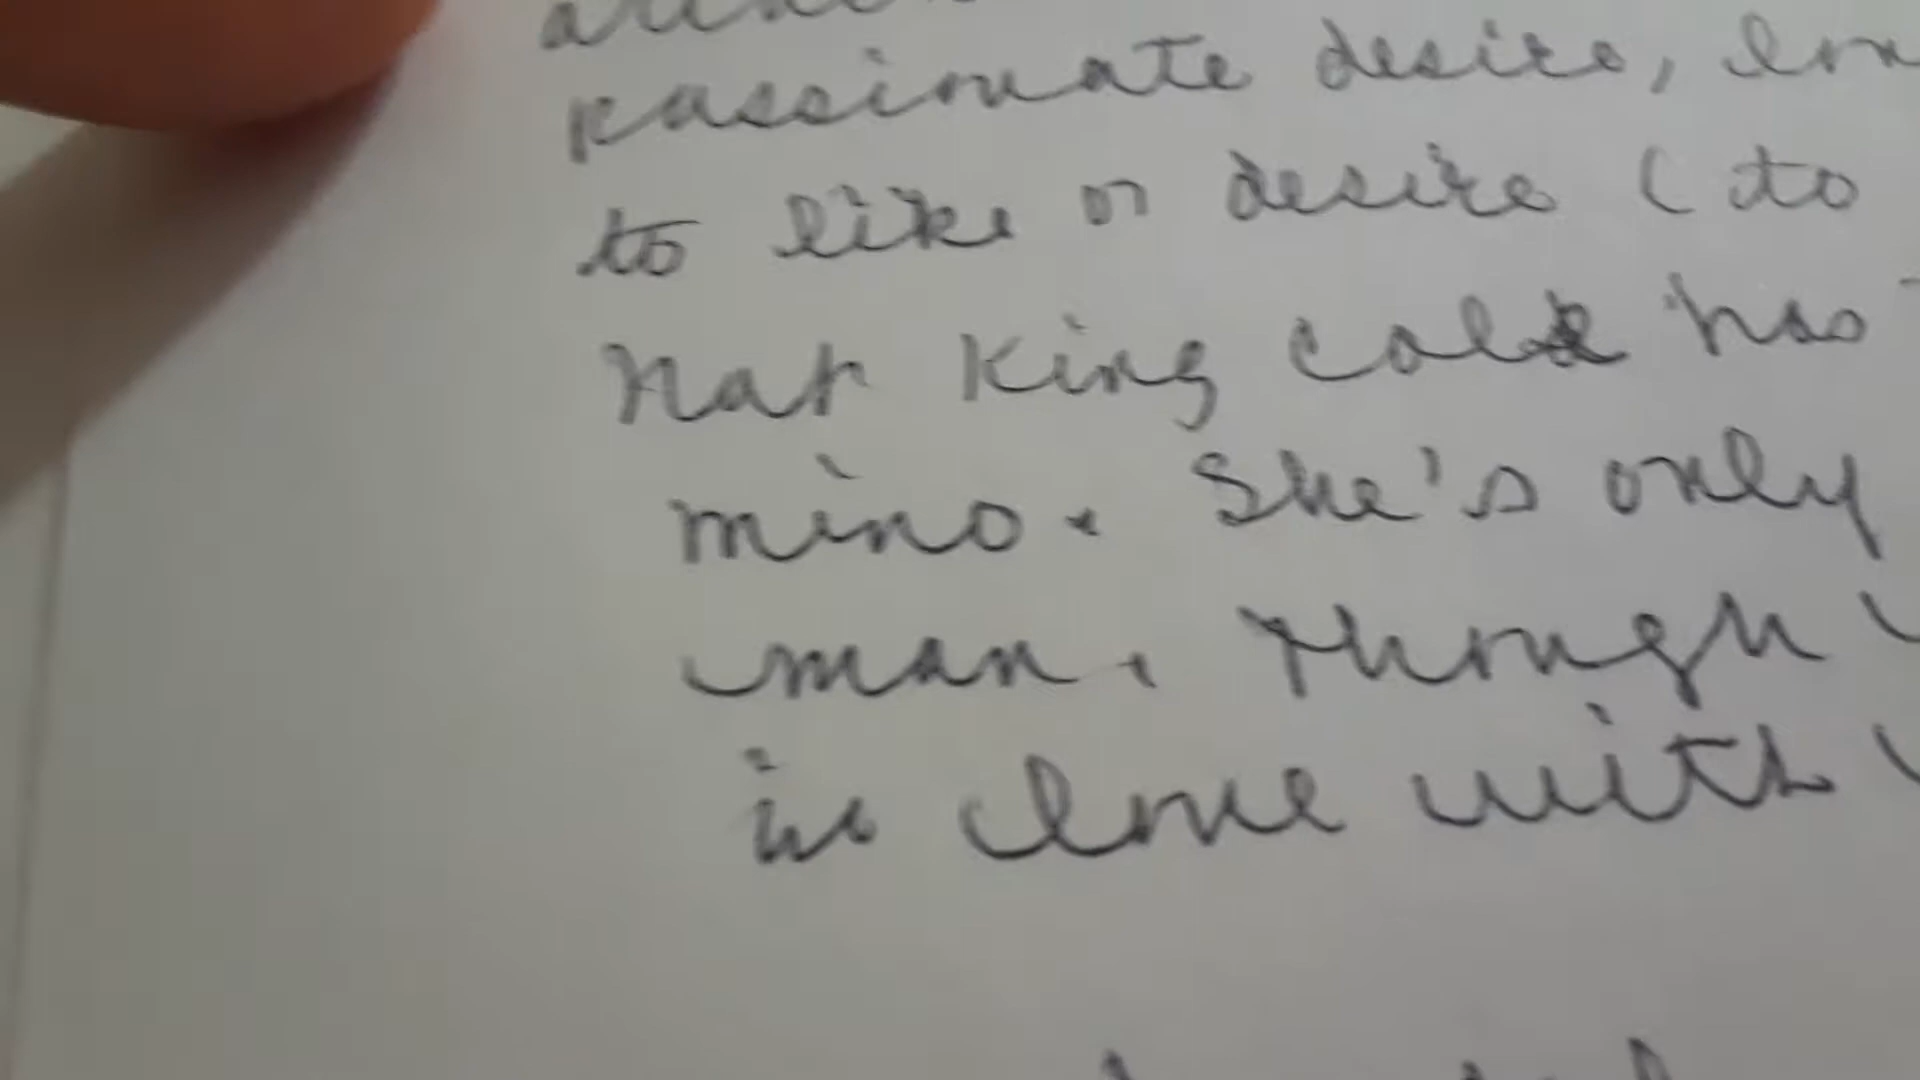 passionate desire,
to like or desire (to
Nat King Cole has
mind. She's only
man. Though
in love with